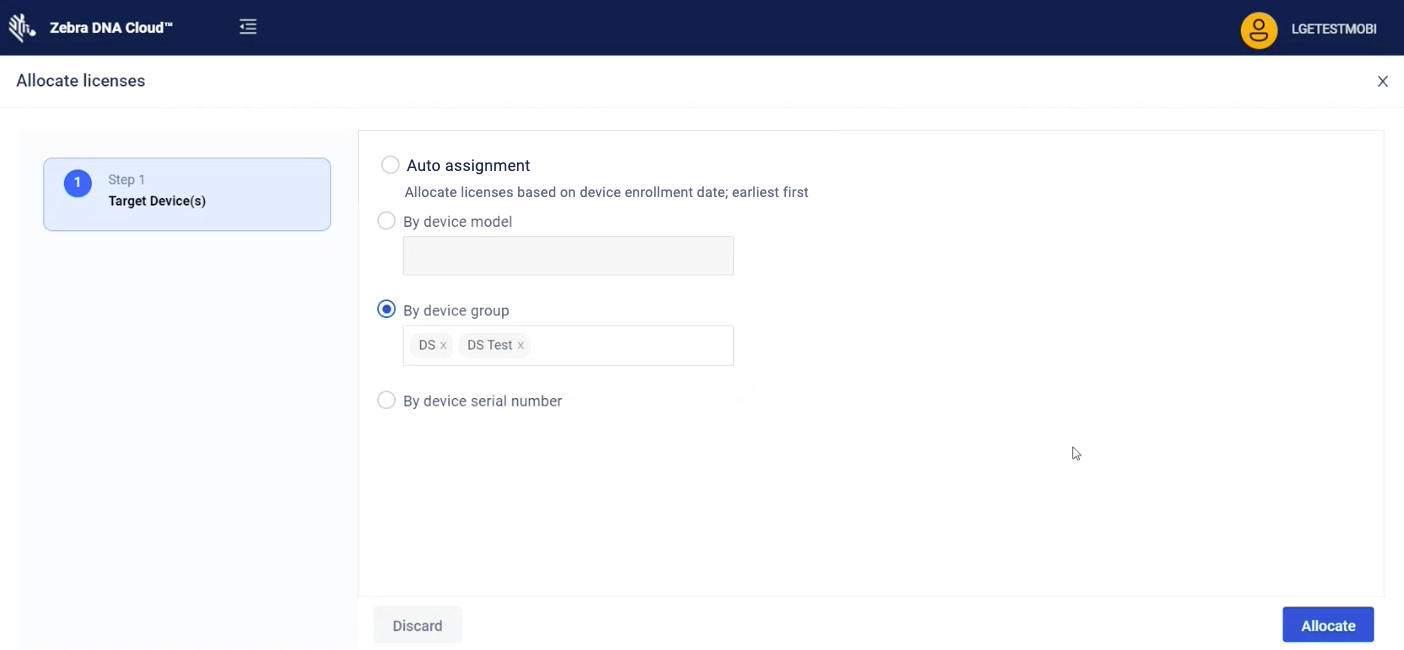 Zebra DNA Cloud™
LGETESTMOBI
Allocate licenses
1
Step 1
Target Device(s)
Auto assignment
Allocate licenses based on device enrollment date; earliest first
By device model
By device group
DS x DS Test x
By device serial number
Discard
Allocate